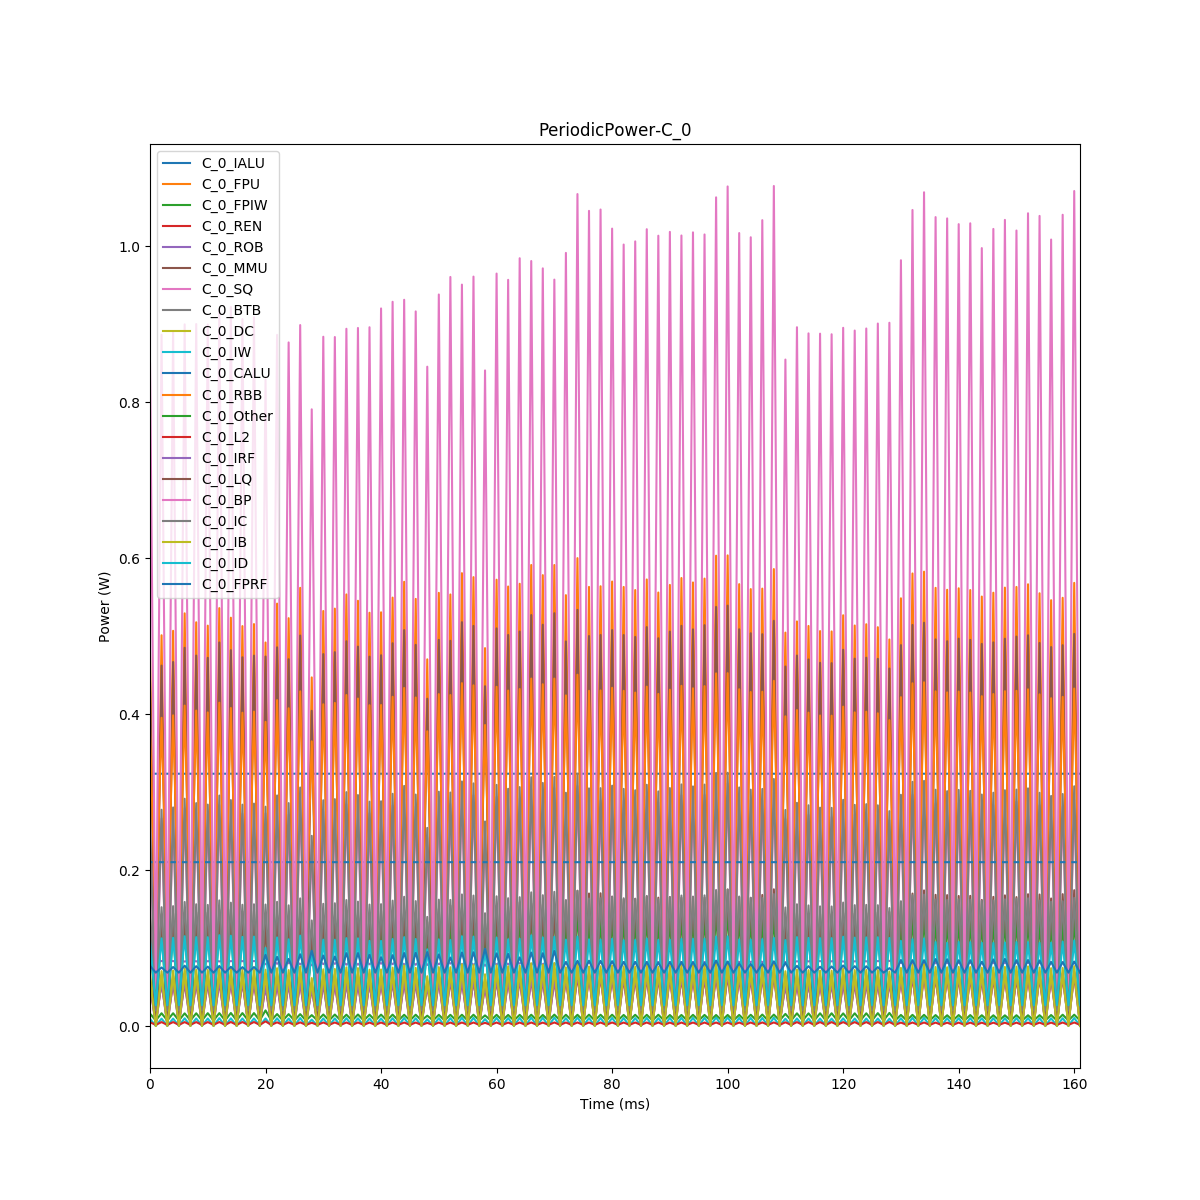 PeriodicPower-C_0
C_0_IALU
C_0_FPU
C_0_FPIW
C_0_REN
C_0_ROB
C_0_MMU
C_0_SQ
C_0_BTB
C_0_DC
C_0_IW
C_0_CALU
C_0_RBB
C_0_Other
C_0_L2
C_0_IRF
C_0_LQ
C_0_BP
C_0_IC
C_0_IB
C_0_ID
C_0_FPRF
1.0
0.8
0.6
0.4
0.2
0.0
Power (W)
0 20 40 60 80 100 120 140 160
Time (ms)